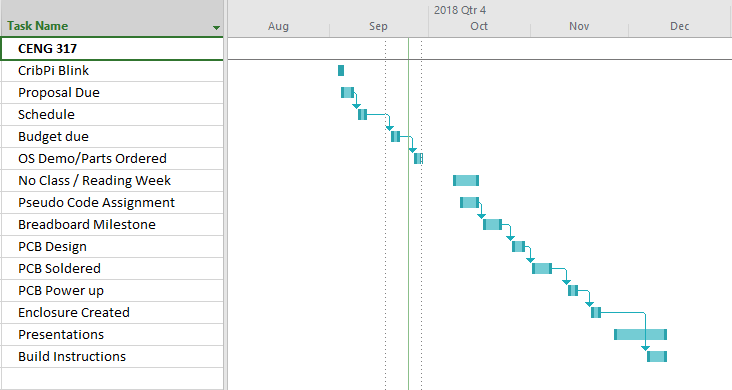 2018 Qtr 4
Task Name
Aug Sep Oct Nov Dec
CENG 317
CribPi Blink
Proposal Due
Schedule
Budget due
OS Demo/Parts Ordered
No Class / Reading Week
Pseudo Code Assignment
Breadboard Milestone
PCB Design
PCB Soldered
PCB Power up
Enclosure Created
Presentations
Build Instructions